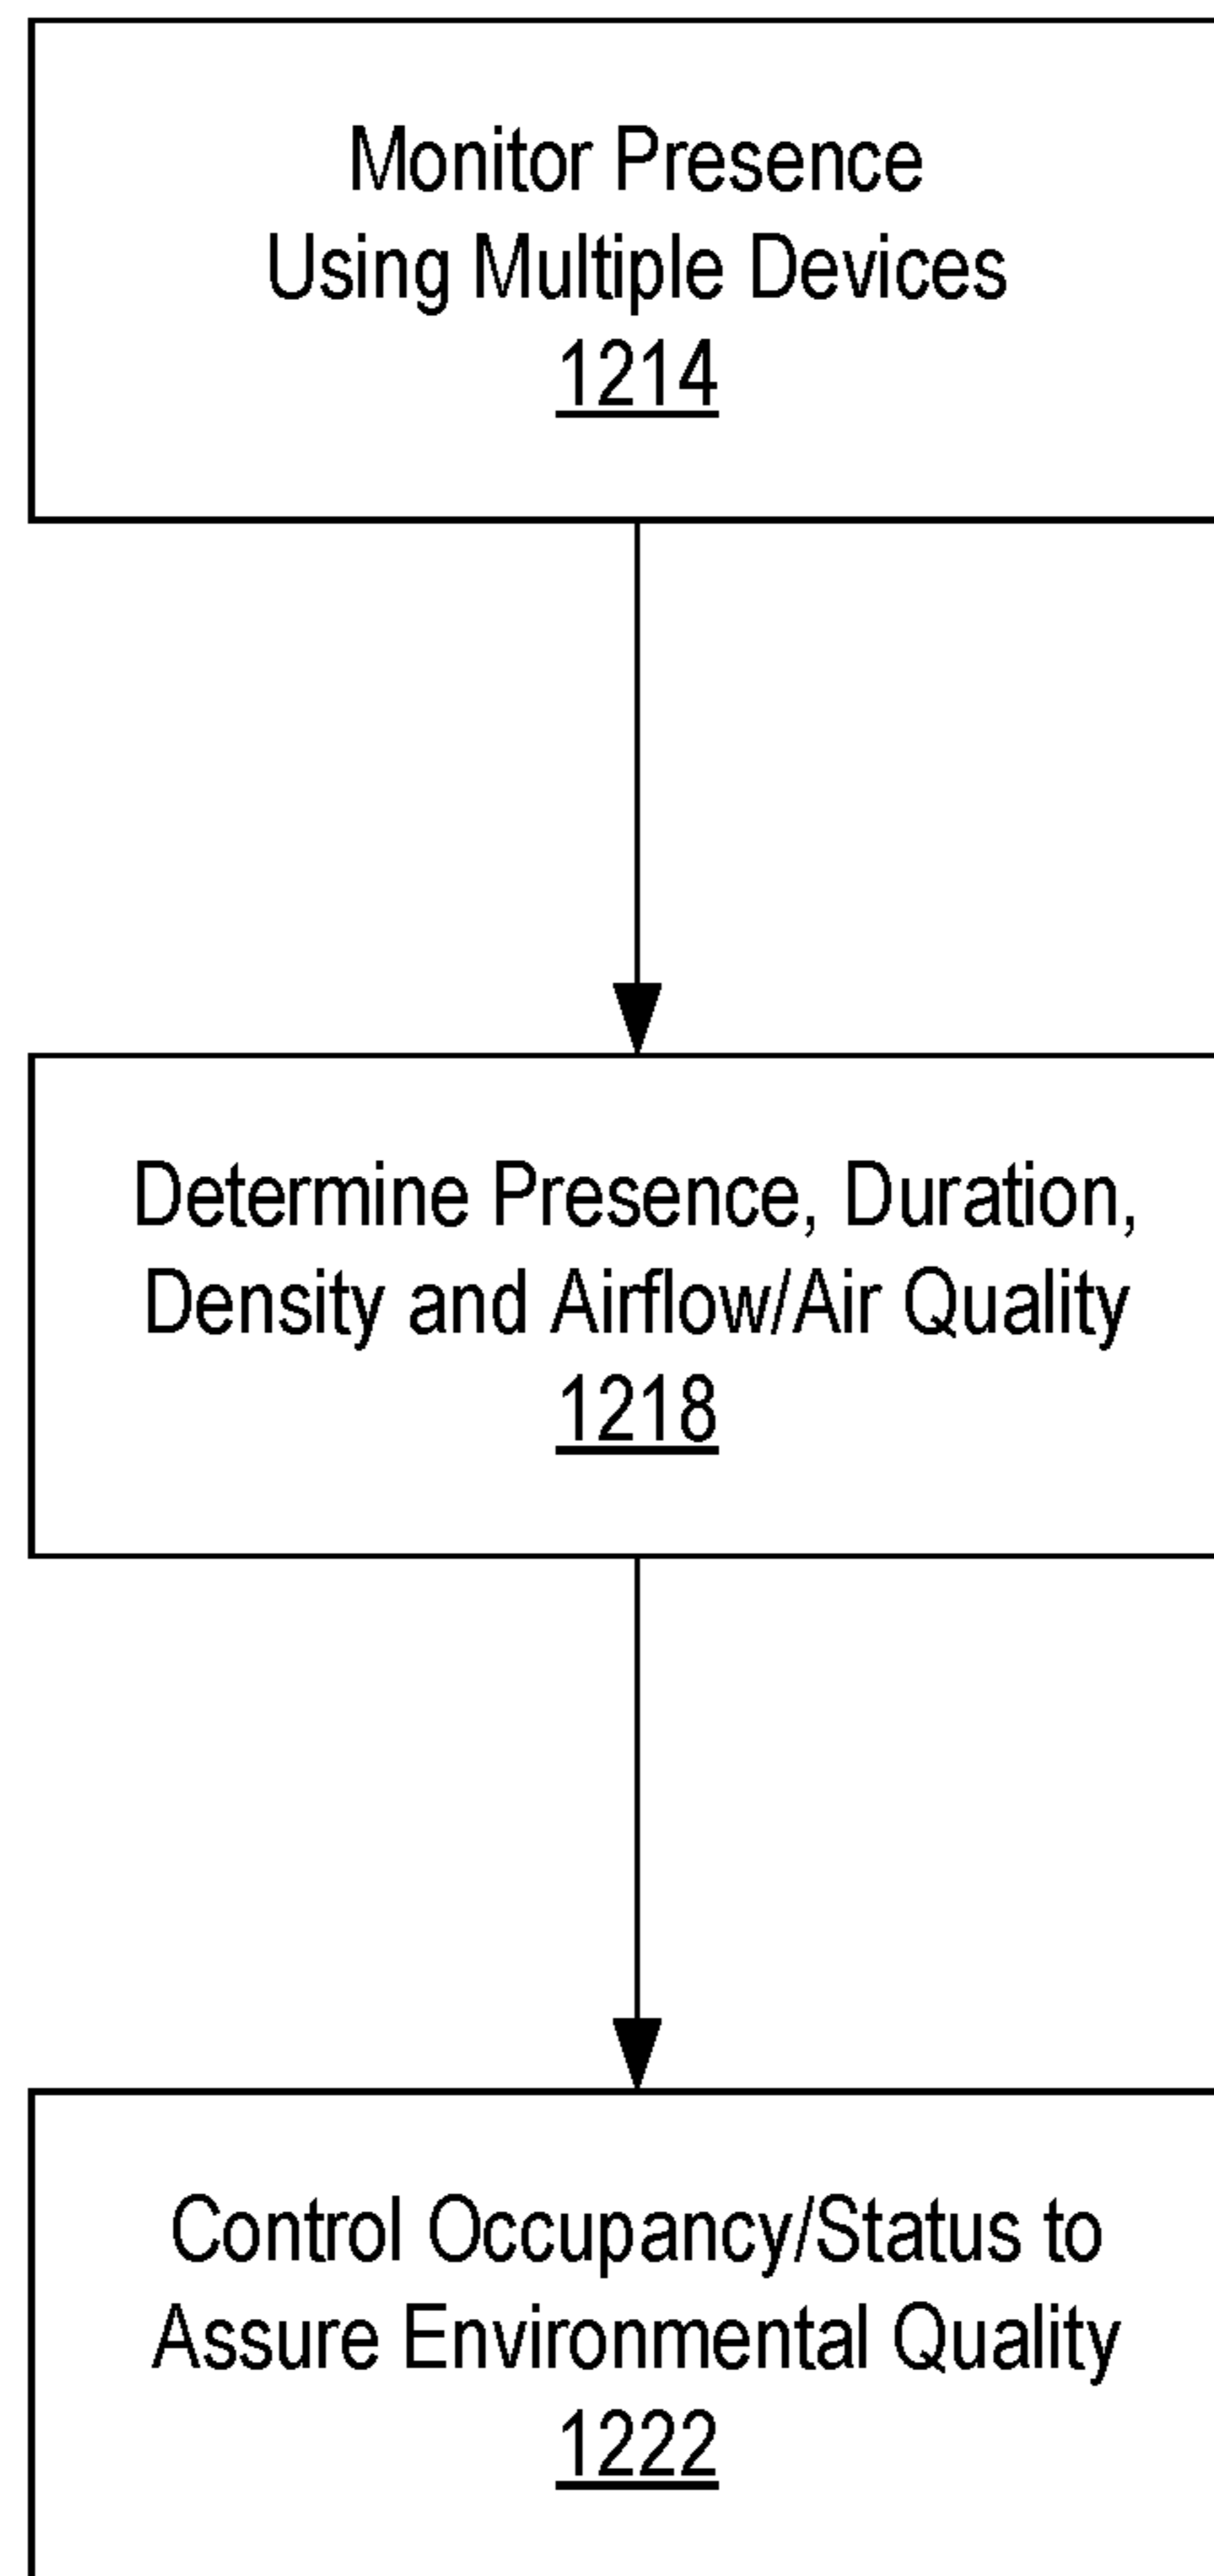 Monitor Presence
Using Multiple Devices
1214
Determine Presence, Duration,
Density and Airflow/Air Quality
1218
Control Occupancy/Status to
Assure Environmental Quality
1222